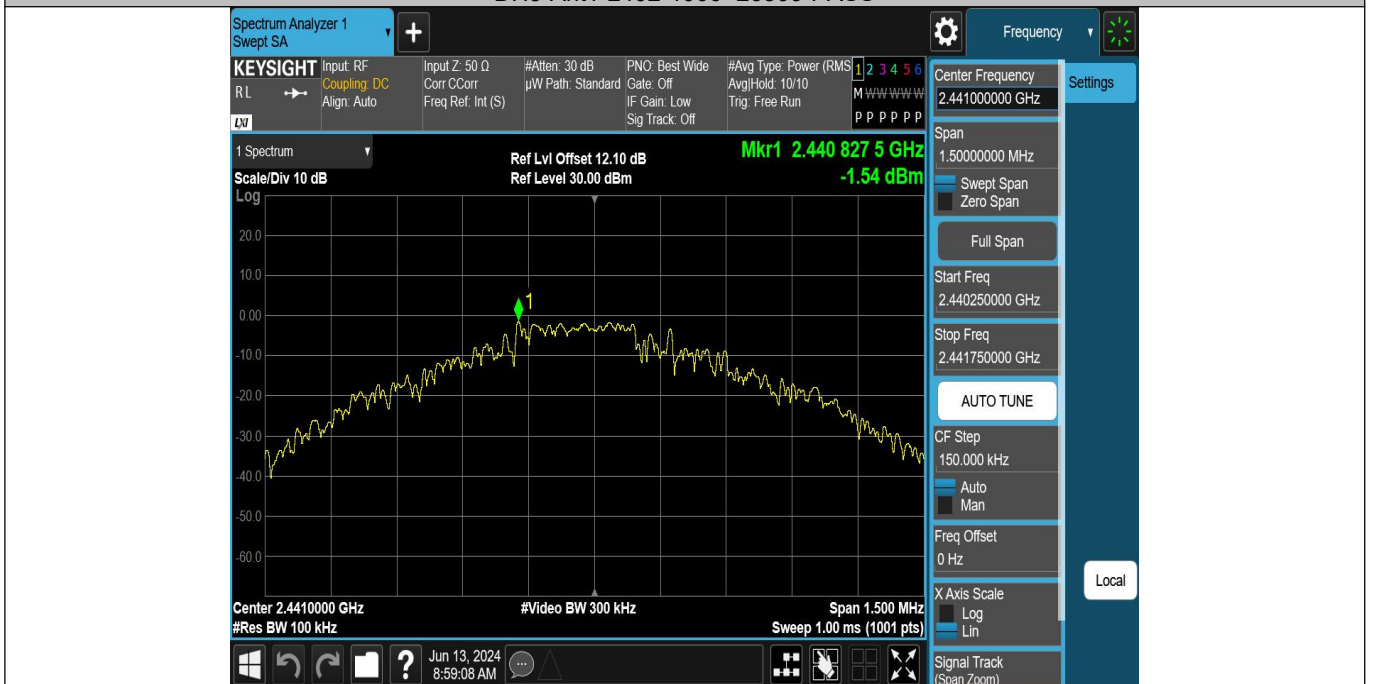 Spectrum Analyzer 1
Swept SA
+
Frequency
KEYSIGHT
RL
LXI
Input: RF
Coupling: DC
Align: Auto
Input Z: 50 Ω
Corr CCorr
Freq Ref: Int (S)
#Atten: 30 dB
µW Path: Standard
PNO: Best Wide
Gate: Off
IF Gain: Low
Sig Track: Off
#Avg Type: Power (RMS
Avg|Hold: 10/10
Trig: Free Run
1 2 3 4 5 6
M W W W W W
P P P P P P
1 Spectrum
Scale/Div 10 dB
Log
Ref Lvl Offset 12.10 dB
Ref Level 30.00 dBm
Mkr1 2.440 827 5 GHz
-1.54 dBm
20.0
10.0
1
0.00
-10.0
-20.0
-30.0
-40.0
-50.0
-60.0
Center 2.4410000 GHz
#Video BW 300 kHz
Span 1.500 MHz
#Res BW 100 kHz
Sweep 1.00 ms (1001 pts)
?
Jun 13, 2024
8:59:08 AM
Center Frequency
2.441000000 GHz
Settings
Span
1.50000000 MHz
Swept Span
Zero Span
Full Span
Start Freq
2.440250000 GHz
Stop Freq
2.441750000 GHz
AUTO TUNE
CF Step
150.000 kHz
Auto
Man
Freq Offset
0 Hz
Local
X Axis Scale
Log
Lin
Signal Track
(Span Zoom)